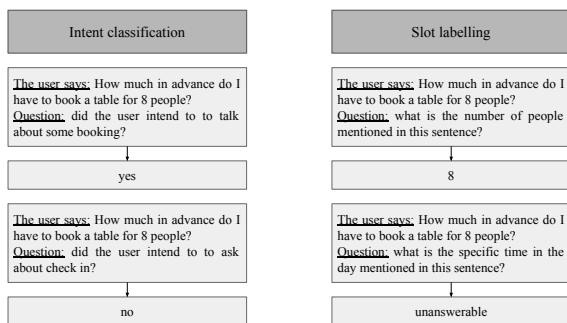 Intent classification
The user says: How much in advance do I
have to book a table for 8 people?
Question: did the user intend to to talk
about some booking?
yes
The user says: How much in advance do I
have to book a table for 8 people?
Question: did the user intend to to ask
about check in?
no
Slot labelling
The user says: How much in advance do I
have to book a table for 8 people?
Question: what is the number of people
mentioned in this sentence?
8
The user says: How much in advance do I
have to book a table for 8 people?
Question: what is the specific time in the
day mentioned in this sentence?
unanswerable